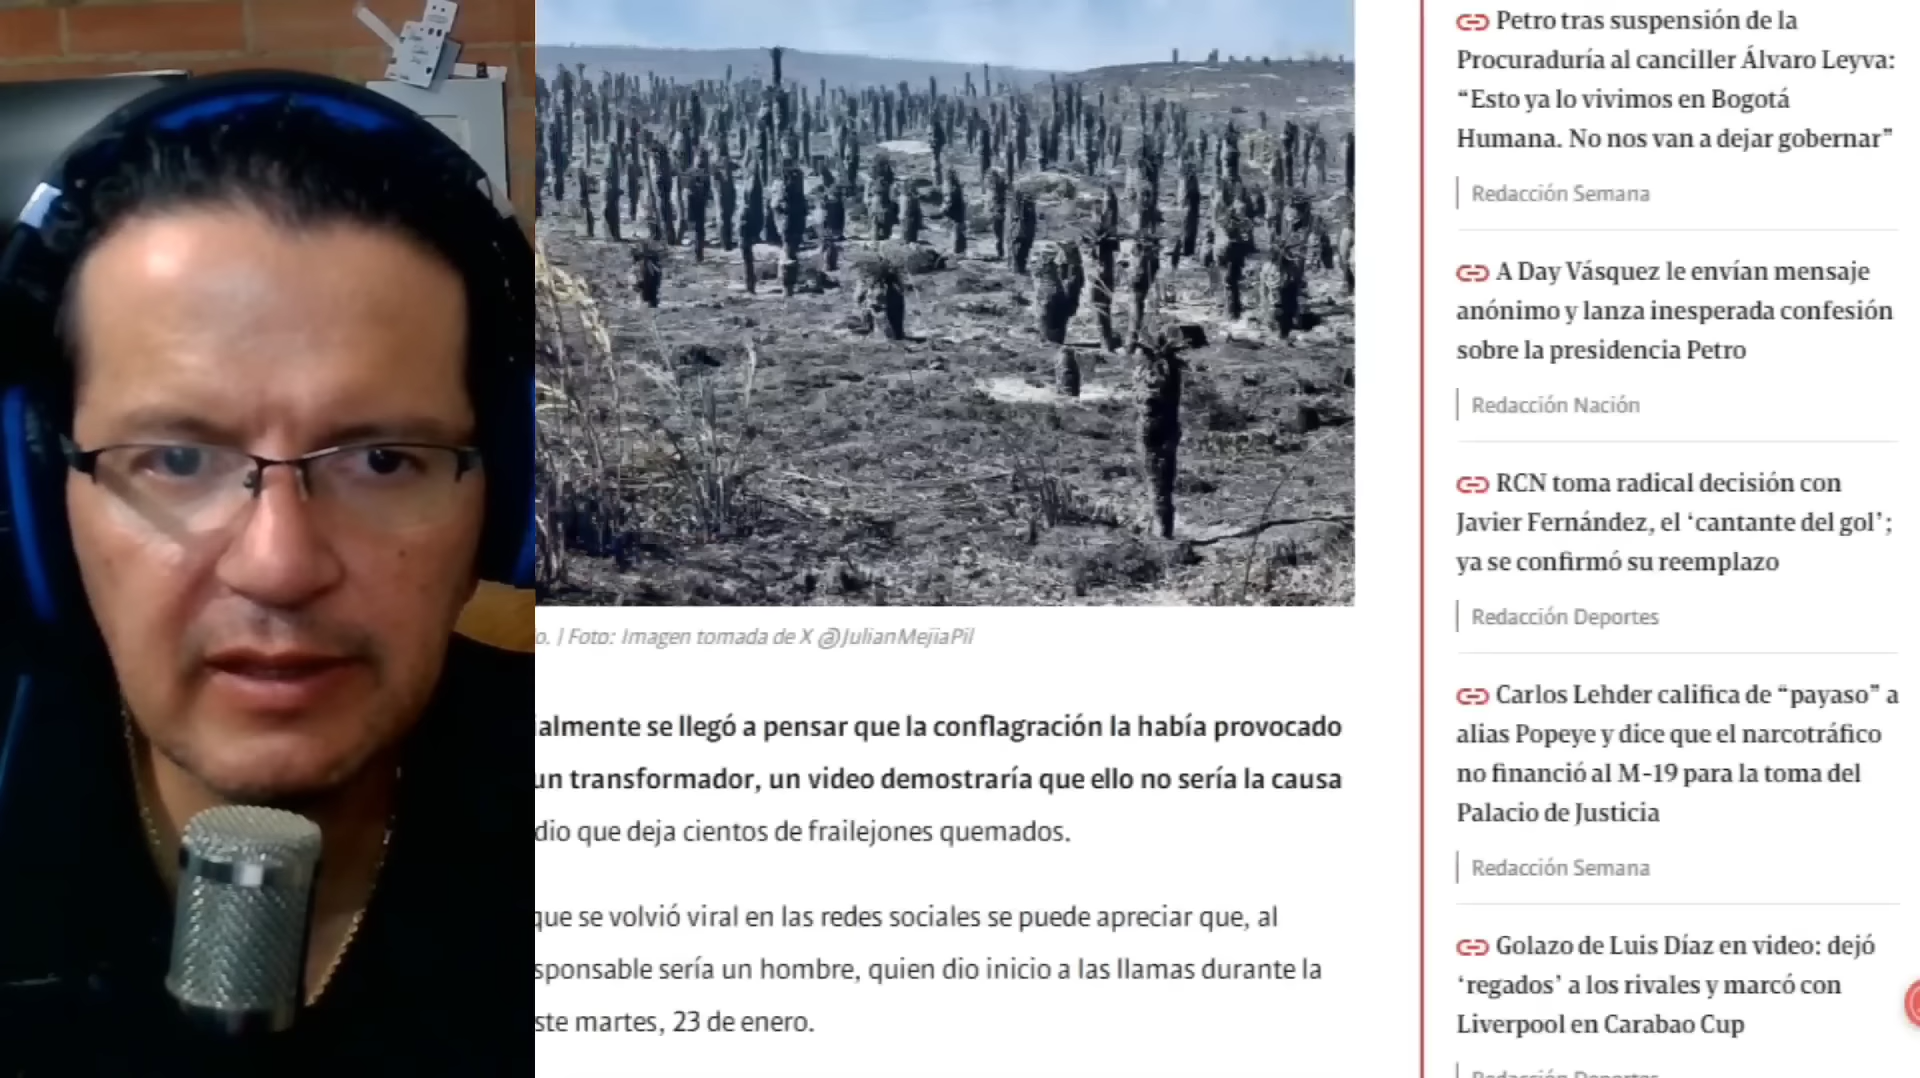 o. | Foto: Imagen tomada de X @JulianMejiaPil
ialmente se llegó a pensar que la conflagración la había provocado
un transformador, un video demostraría que ello no sería la causa
dio que deja cientos de frailejones quemados.
que se volvió viral en las redes sociales se puede apreciar que, al
sponsable sería un hombre, quien dio inicio a las llamas durante la
ste martes, 23 de enero.
Petro tras suspensión de la
Procuraduría al canciller Álvaro Leyva:
“Esto ya lo vivimos en Bogotá
Humana. No nos van a dejar gobernar”
Redacción Semana
A Day Vásquez le envían mensaje
anónimo y lanza inesperada confesión
sobre la presidencia Petro
Redacción Nación
RCN toma radical decisión con
Javier Fernández, el ‘cantante del gol’;
ya se confirmó su reemplazo
Redacción Deportes
Carlos Lehder califica de “payaso” a
alias Popeye y dice que el narcotráfico
no financió al M-19 para la toma del
Palacio de Justicia
Redacción Semana
Golazo de Luis Díaz en video: dejó
‘regados’ a los rivales y marcó con
Liverpool en Carabao Cup
Redacción Deportes